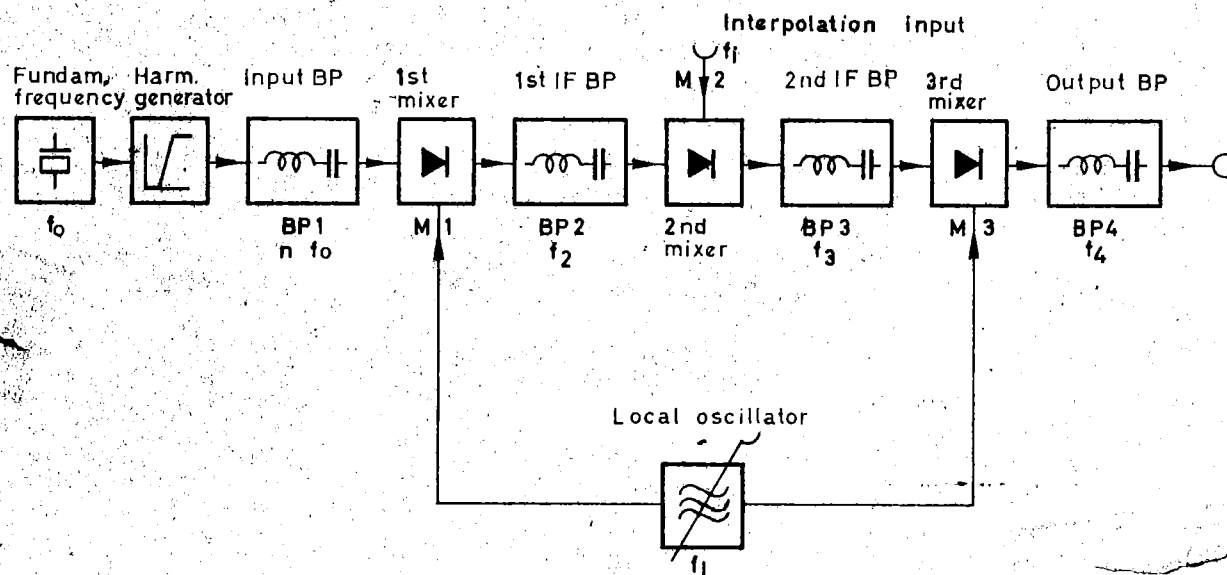 Interpolation input
fi
Fundam, Harm.
frequency generator
Input BP
1st
mixer
1st IF BP
M 2
2nd IF BP
3rd
mixer
Output BP
fo
BP1
n fo
M 1
BP2
f2
2nd
mixer
BP3
f3
M 3
BP4
f4
Local oscillator
fl